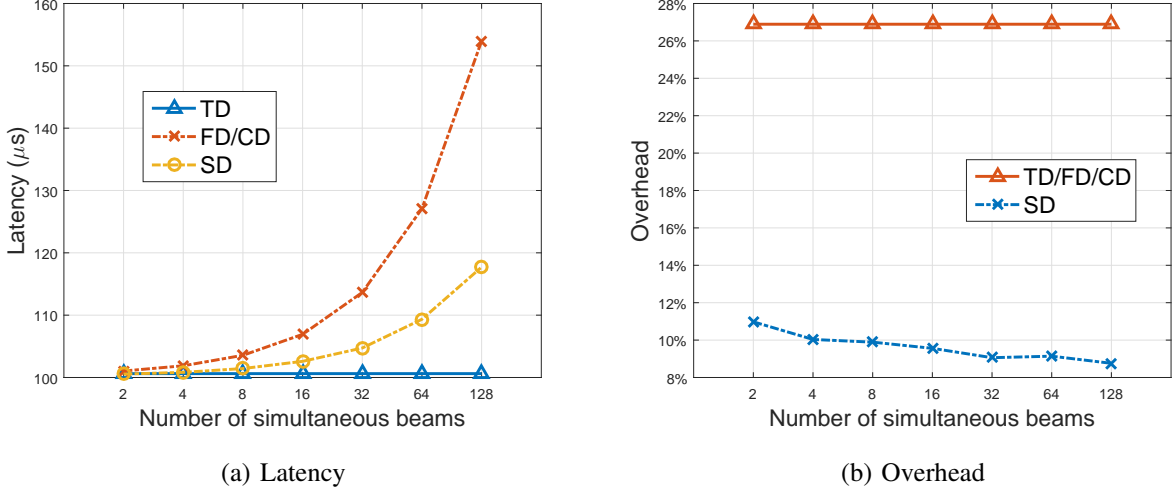 160
150
140
130
120
110
100
Latency (μs)
TD
FD/CD
SD
2 4 8 16 32 64 128
Number of simultaneous beams
(a) Latency
28%
26%
24%
22%
20%
18%
16%
14%
12%
10%
8%
Overhead
TD/FD/CD
SD
2 4 8 16 32 64 128
Number of simultaneous beams
(b) Overhead